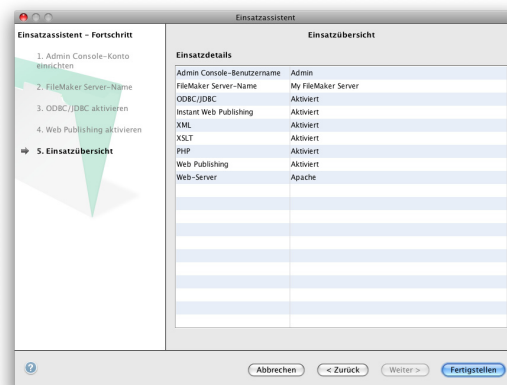 Einsatzassistent
Einsatzassistent – Fortschritt
1. Admin Console-Konto
einrichten
2. FileMaker Server-Name
3. ODBC/JDBC aktivieren
4. Web Publishing aktivieren
5. Einsatzübersicht
Einsatzübersicht
Einsatzdetails
Admin Console-Benutzername Admin
FileMaker Server-Name My FileMaker Server
ODBC/JDBC Aktiviert
Instant Web Publishing Aktiviert
XML Aktiviert
XSLT Aktiviert
PHP Aktiviert
Web Publishing Aktiviert
Web-Server Apache
?
Abbrechen < Zurück Weiter > Fertigstellen